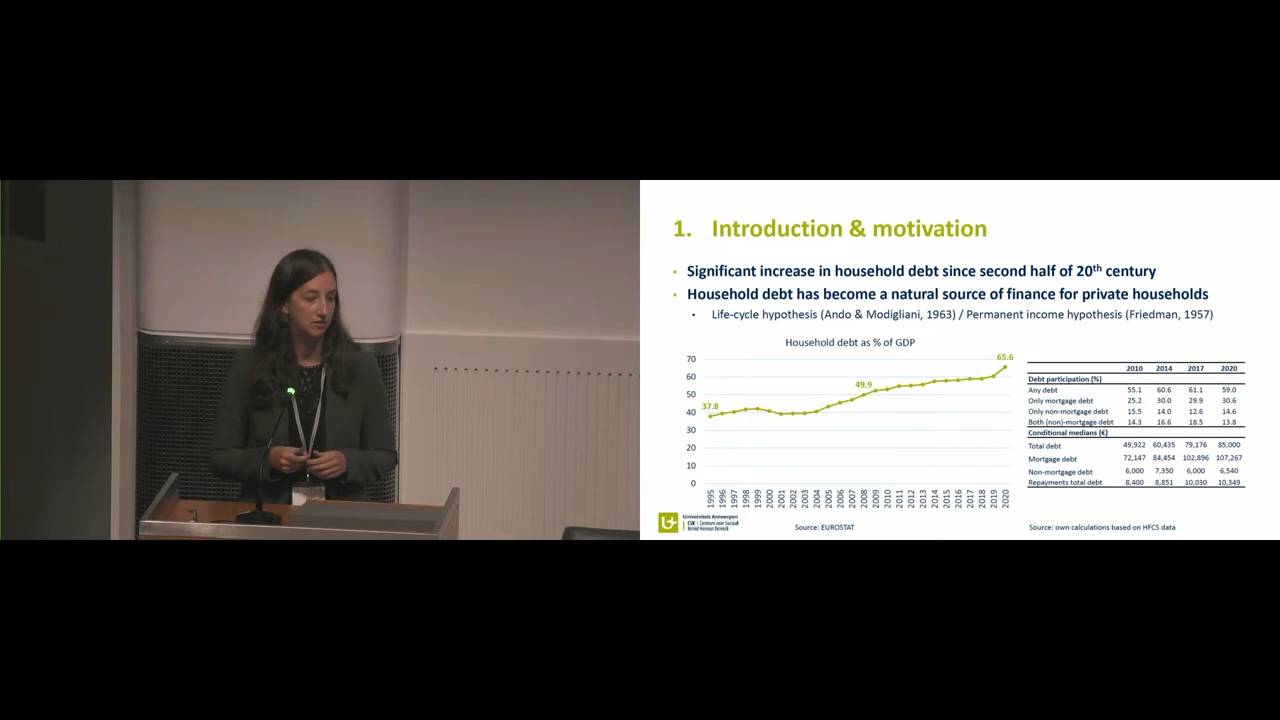 1. Introduction & motivation
• Significant increase in household debt since second half of 20th century
• Household debt has become a natural source of finance for private households
• Life-cycle hypothesis (Ando & Modigliani, 1963) / Permanent income hypothesis (Friedman, 1957)
Household debt as % of GDP
70
60
50
40
30
20
10
0
37.8
49.9
65.6
1995 1996 1997 1998 1999 2000 2001 2002 2003 2004 2005 2006 2007 2008 2009 2010 2011 2012 2013 2014 2015 2016 2017 2018 2019 2020
Source: EUROSTAT
2010 2014 2017 2020
Debt participation (%)
Any debt 55.1 60.6 61.1 59.0
Only mortgage debt 25.2 30.0 29.9 30.6
Only non-mortgage debt 15.5 14.0 12.6 14.6
Both (non)-mortgage debt 14.3 16.6 18.5 13.8
Conditional medians (€)
Total debt 49,922 60,435 79,176 85,000
Mortgage debt 72,147 84,454 102,896 107,267
Non-mortgage debt 6,000 7,350 6,000 6,540
Repayments total debt 8,400 8,851 10,030 10,349
Source: own calculations based on HFCS data
Universiteit Antwerpen
CSB | Centrum voor Sociaal
Beleid Herman Deleeck